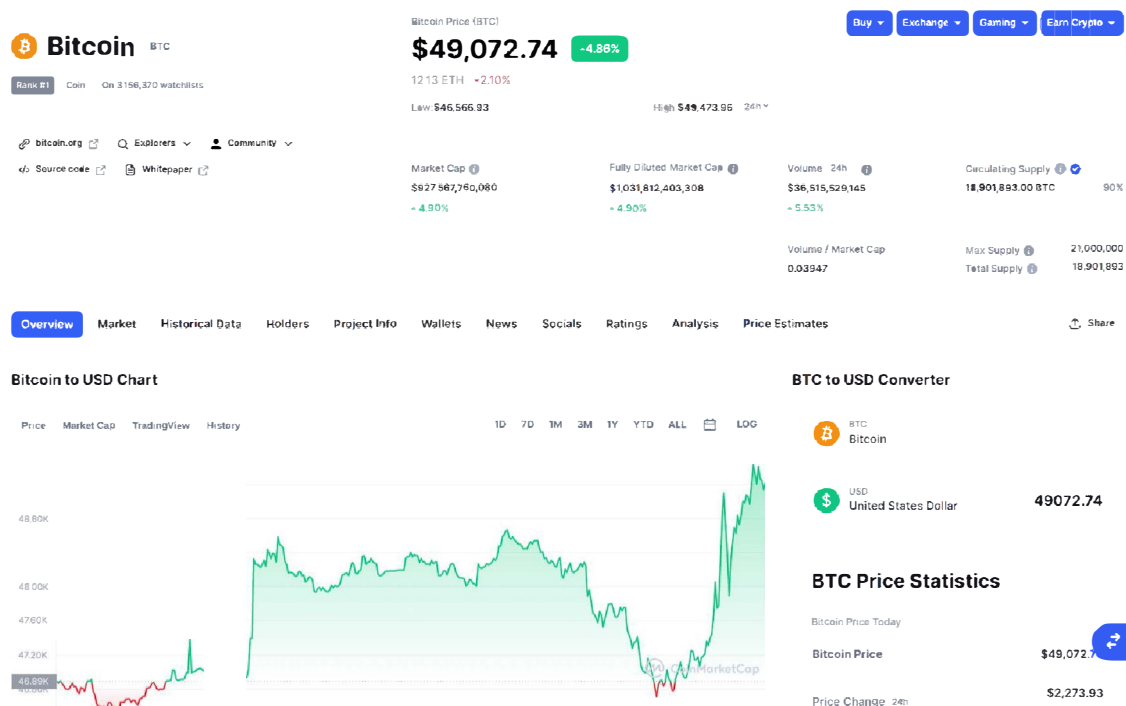 Bitcoin BTC
Rank #1 Coin On 3156,370 watchlists
bitcoin.org Explorers Community
Source code Whitepaper
Bitcoin Price (BTC)
$49,072.74 -4.86%
1213 ETH 2.10%
Low: $46,566.93 High $49,473.96 24h
Buy Exchange Gaming Earn Crypto
Market Cap
$927 567,760,080
4.90%
Fully Diluted Market Cap
$1,031,812,403,308
4.90%
Volume 24h
$36,515,529,145
5.53%
Volume / Market Cap
0.03947
Circulating Supply
18,901,893.00 BTC 90%
Max Supply 21,000,000
Total Supply 18,901,893
Overview Market Historical Data Holders Project Info Wallets News Socials Ratings Analysis Price Estimates Share
Bitcoin to USD Chart
Price Market Cap TradingView History 1D 7D 1M 3M 1Y YTD ALL LOG
48.00K
47.60K
47.20K
46.89K
CoinMarketCap
BTC to USD Converter
BTC
Bitcoin
USD
United States Dollar 49072.74
BTC Price Statistics
Bitcoin Price Today
Bitcoin Price $49,072.7
Price Change 24h $2,273.93